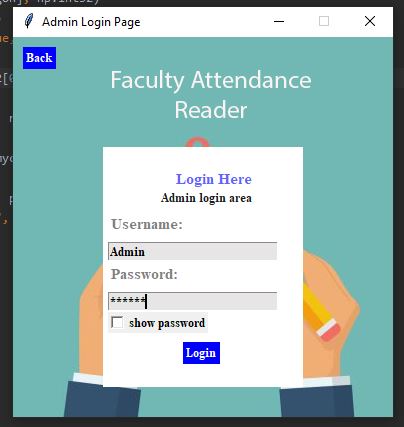 Admin Login Page
Back
Faculty Attendance
Reader
Login Here
Admin login area
Username:
Admin
Password:
******
show password
Login